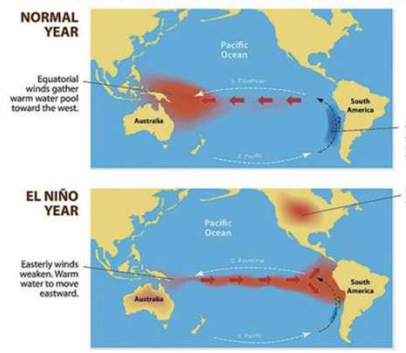 NORMAL
YEAR
Pacific
Ocean
Equatorial
winds gather
warm water pool
toward the west.
Australia
South
America
EL NIÑO
YEAR
Pacific
Ocean
Easterly winds
weaken. Warm
water to move
eastward.
Australia
South
America